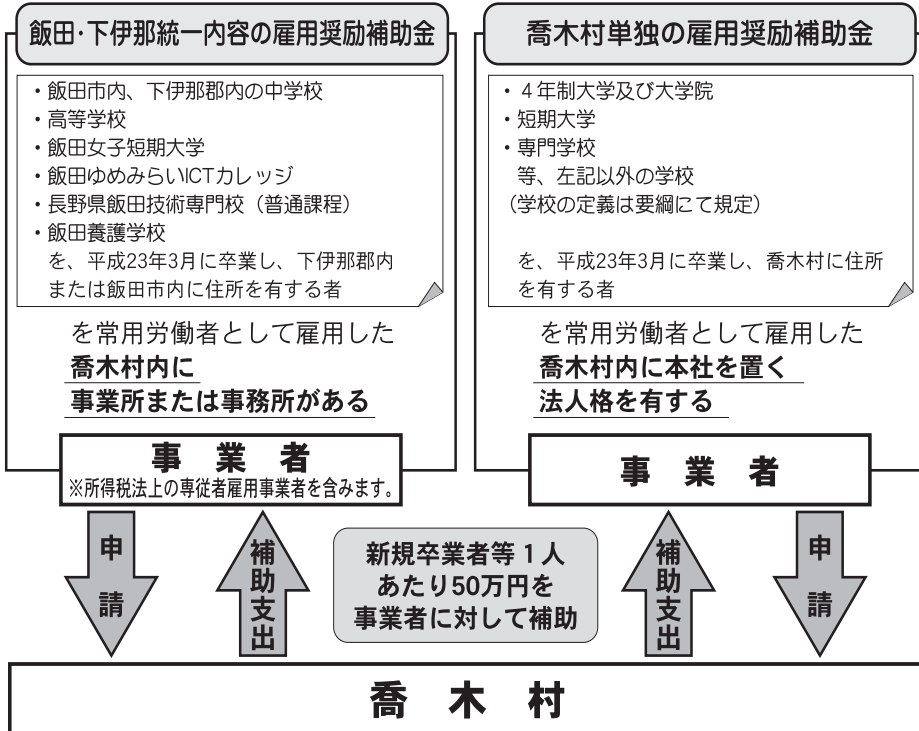 飯田・下伊那統一内容の雇用奨励補助金
・飯田市内、下伊那郡内の中学校
・高等学校
・飯田女子短期大学
・飯田ゆめみらいICTカレッジ
・長野県飯田技術専門校（普通課程）
・飯田養護学校
を、平成23年3月に卒業し、下伊那郡内
または飯田市内に住所を有する者
を常用労働者として雇用した
喬木村内に
事業所または事務所がある
事業者
※所得税法上の専従者雇用事業者を含みます。
喬木村単独の雇用奨励補助金
・４年制大学及び大学院
・短期大学
・専門学校
等、左記以外の学校
（学校の定義は要綱にて規定）
を、平成23年3月に卒業し、喬木村に住所
を有する者
を常用労働者として雇用した
喬木村内に本社を置く
法人格を有する
事業者
申請
補助支出
新規卒業者等１人
あたり50万円を
事業者に対して補助
補助支出
申請
喬木村